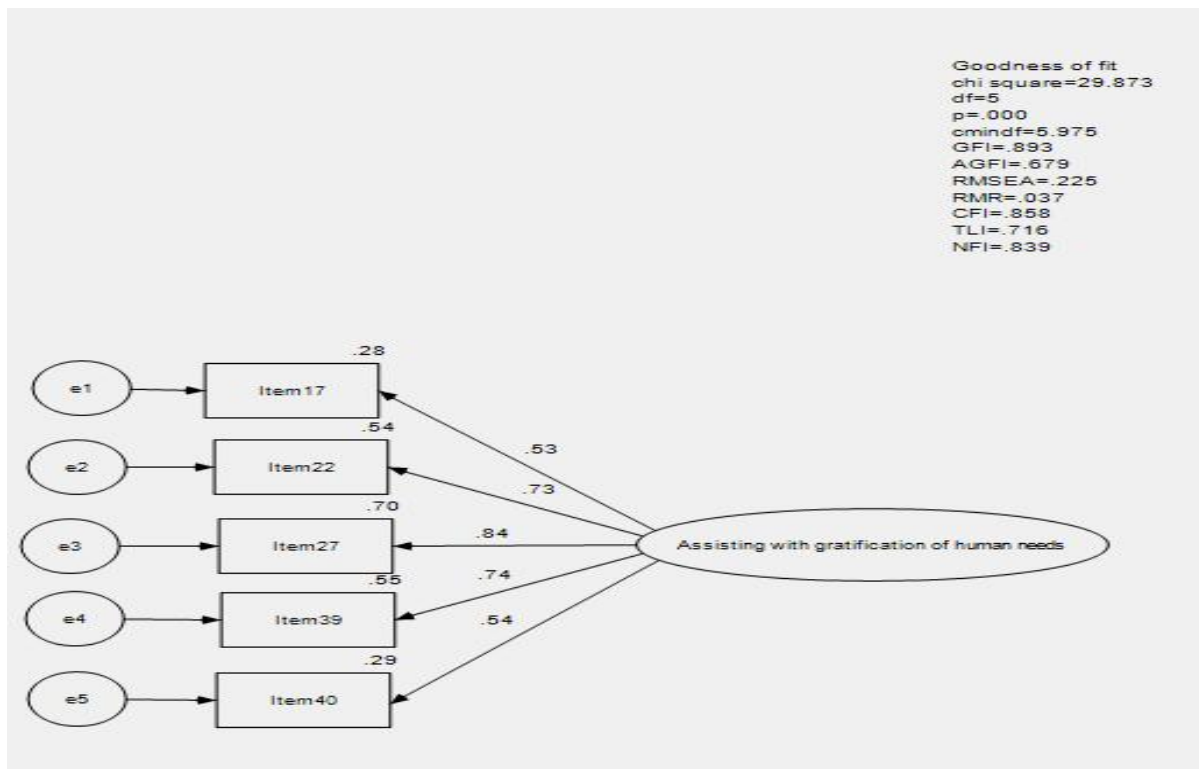 Goodness of fit
chi square=29.873
df=5
p=.000
cmindf=5.975
GFI=.893
AGFI=.679
RMSEA=.225
RMR=.037
CFI=.858
TLI=.716
NFI=.839
.28
e1
Item17
.54
.53
e2
Item22
.73
.70
e3
Item27
.84
Assisting with gratification of human needs
.55
.74
e4
Item39
.54
.29
e5
Item40